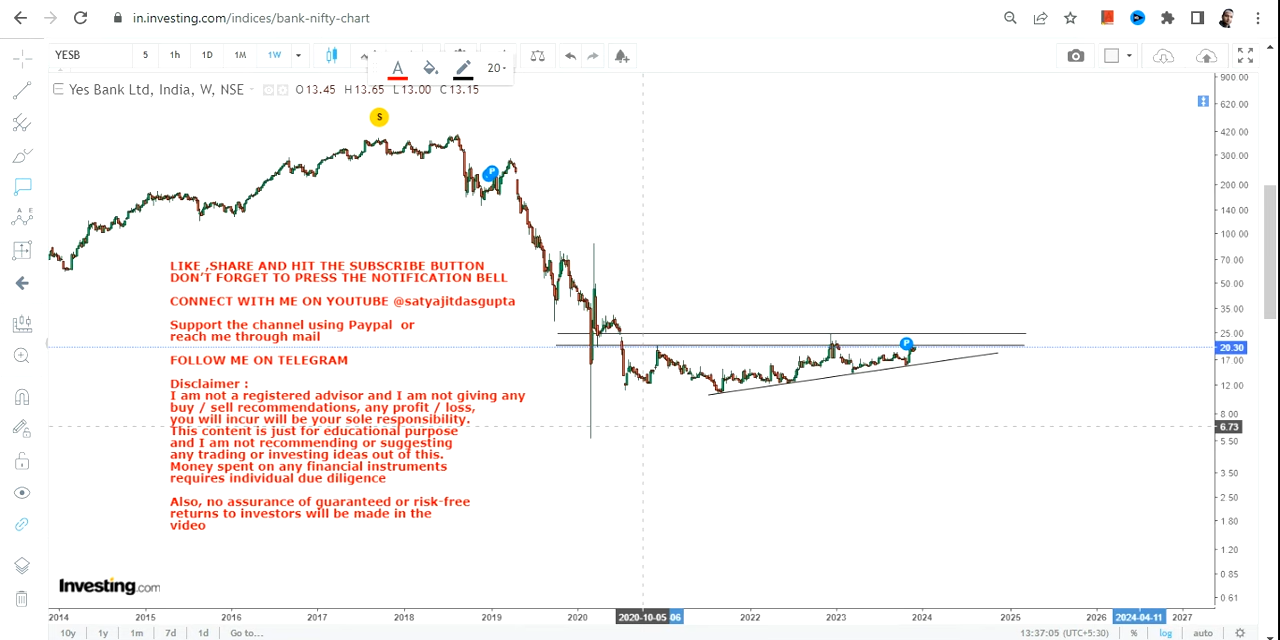 in.investing.com/indices/bank-nifty-chart
YESB 5 1h 1D 1M 1W
A 20
Yes Bank Ltd, India, W, NSE O 13.45 H 13.65 L 13.00 C 13.15
S
P
P
LIKE ,SHARE AND HIT THE SUBSCRIBE BUTTON
DON'T FORGET TO PRESS THE NOTIFICATION BELL
CONNECT WITH ME ON YOUTUBE @satyajitdasgupta
Support the channel using Paypal or
reach me through mail
FOLLOW ME ON TELEGRAM
Disclaimer :
I am not a registered advisor and I am not giving any
buy / sell recommendations, any profit / loss,
you will incur will be your sole responsibility.
This content is just for educational purpose
and I am not recommending or suggesting
any trading or investing ideas out of this.
Money spent on any financial instruments
requires individual due diligence
Also, no assurance of guaranteed or risk-free
returns to investors will be made in the
video
900.00
620.00
420.00
300.00
200.00
140.00
100.00
70.00
50.00
35.00
25.00
20.30
17.00
12.00
8.00
6.73
5.50
3.50
2.50
1.80
1.20
0.85
0.61
Investing.com
2014 2015 2016 2017 2018 2019 2020 2020-10-05 06 2022 2023 2024 2025 2026 2024-04-11 2027
10y 1y 1m 7d 1d Go to... 13:37:05 (UTC+5:30) % log auto